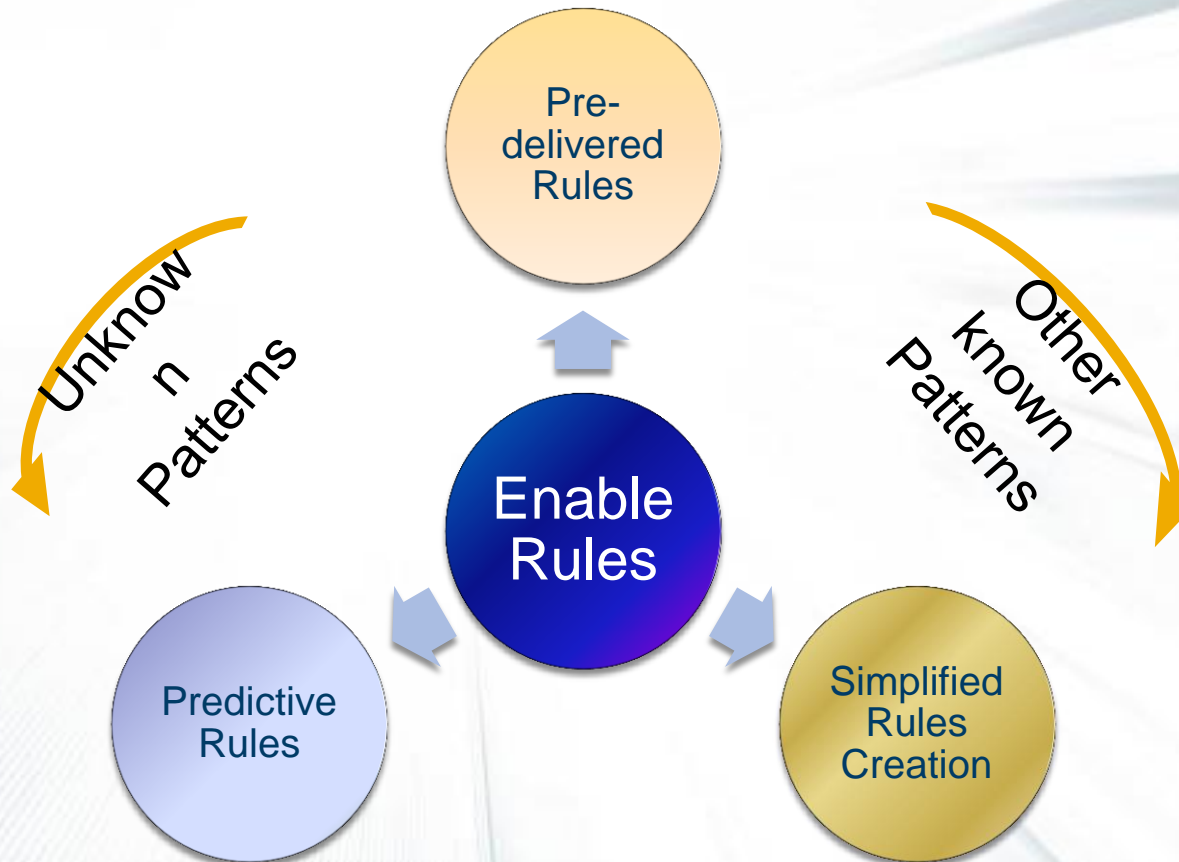 Pre-
delivered
Rules
Unknow
n
Patterns
Other
known
Patterns
Enable
Rules
Predictive
Rules
Simplified
Rules
Creation